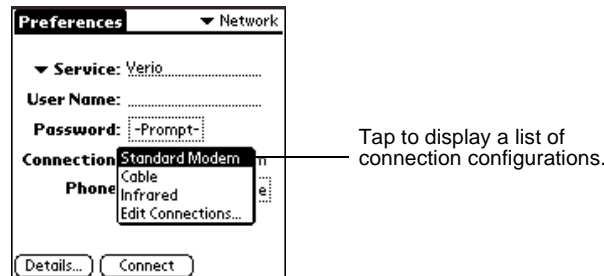 Preferences ▼ Network
▼ Service: Verio
User Name:
Password: -Prompt-
Connection Standard Modem
Cable
Phone Infrared e
Edit Connections...
Details... Connect
Tap to display a list of
connection configurations.